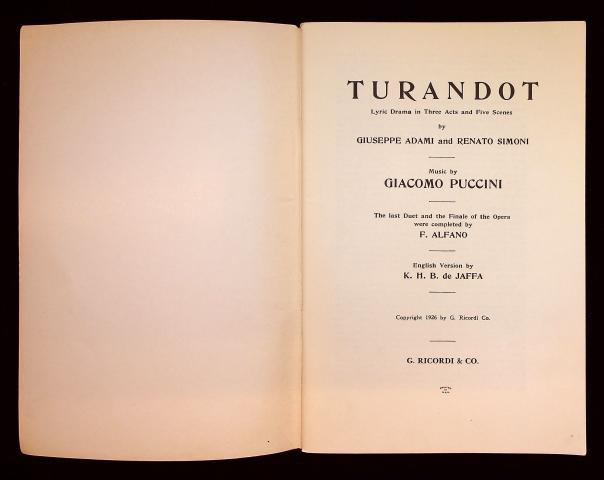 TURANDOT
Lyric Drama in Three Acts and Five Scenes
by
GIUSEPPE ADAMI and RENATO SIMONI
Music by
GIACOMO PUCCINI
The last Duet and the Finale of the Opera
were completed by
F. ALFANO
English Version by
K. H. B. de JAFFA
Copyright 1926 by G. Ricordi Co.
G. RICORDI & CO.